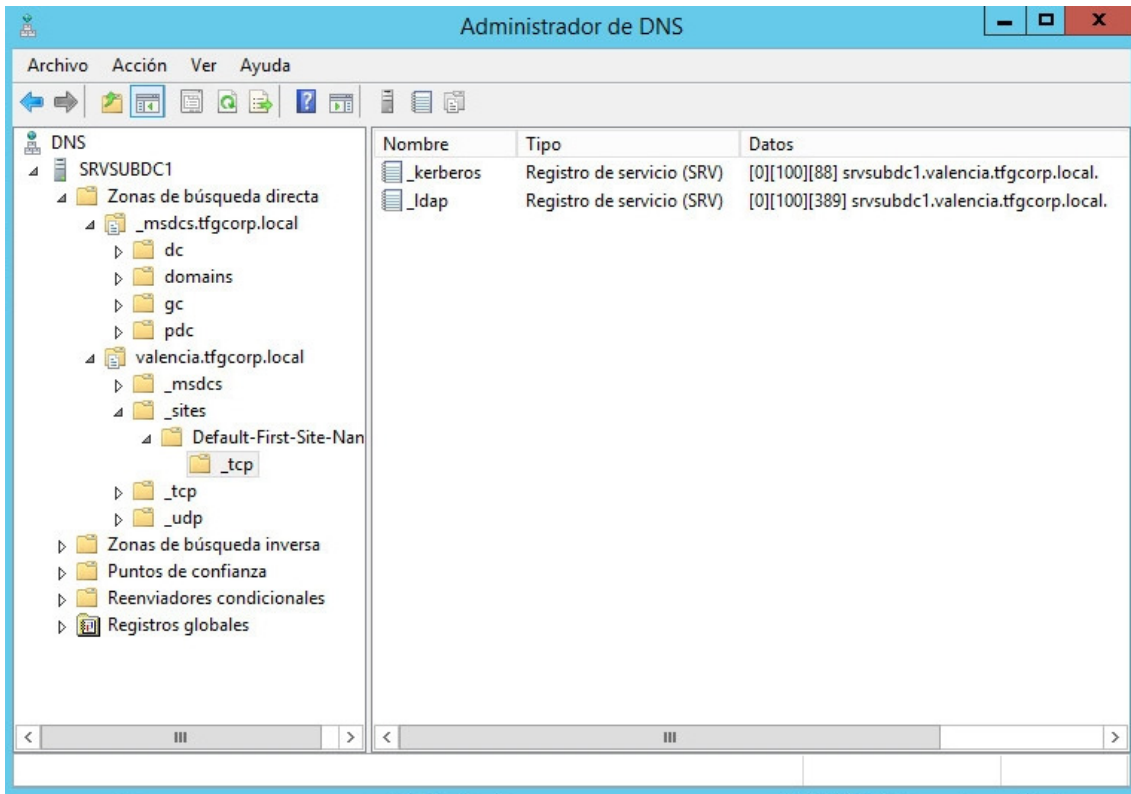 Administrador de DNS
Archivo Acción Ver Ayuda
DNS
SRVSUBDC1
Zonas de búsqueda directa
_msdcs.tfgcorp.local
dc
domains
gc
pdc
valencia.tfgcorp.local
_msdcs
_sites
Default-First-Site-Nan
_tcp
_tcp
_udp
Zonas de búsqueda inversa
Puntos de confianza
Reenviadores condicionales
Registros globales
Nombre Tipo Datos
_kerberos Registro de servicio (SRV) [0][100][88] srvsubdc1.valencia.tfgcorp.local.
_ldap Registro de servicio (SRV) [0][100][389] srvsubdc1.valencia.tfgcorp.local.